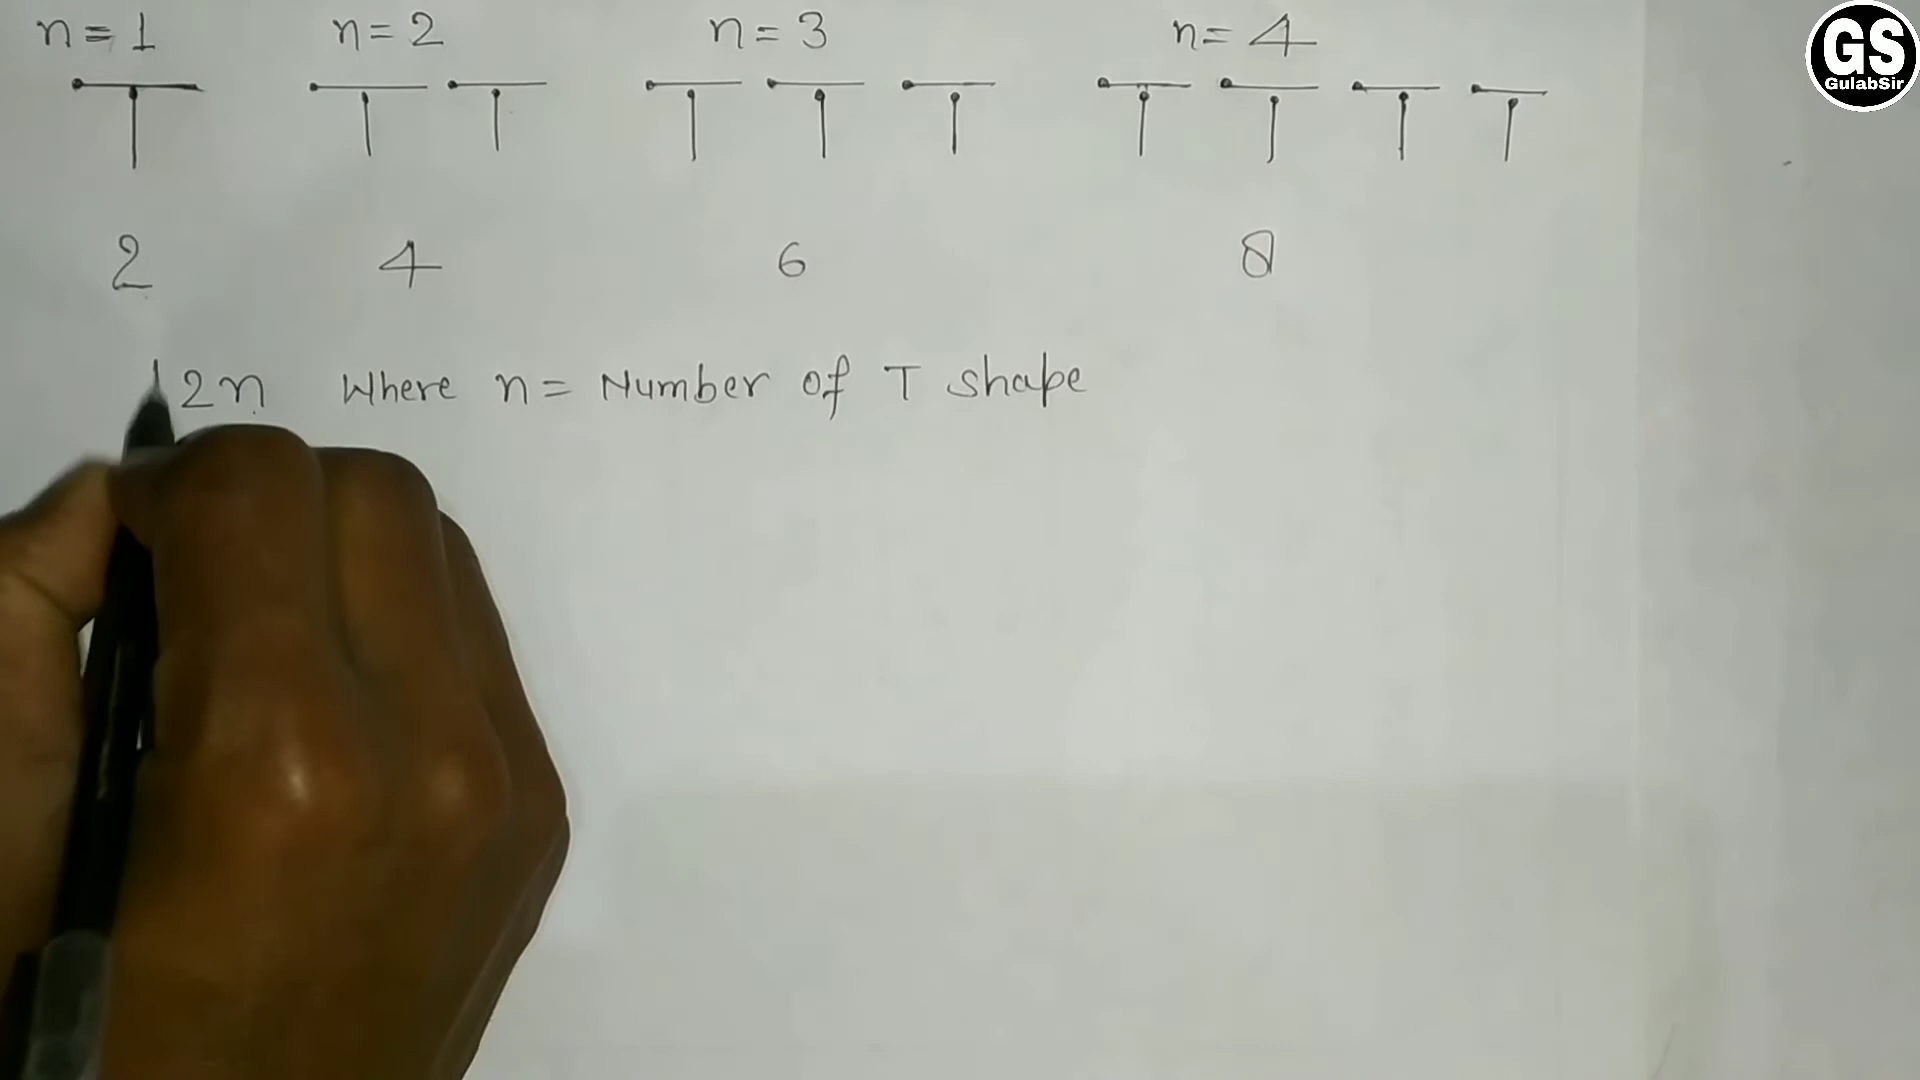 n = 1 n = 2 n = 3 n = 4
GS
GulabSir
T T T T T T T T T T
2 4 6 8
2n Where n = Number of T shape